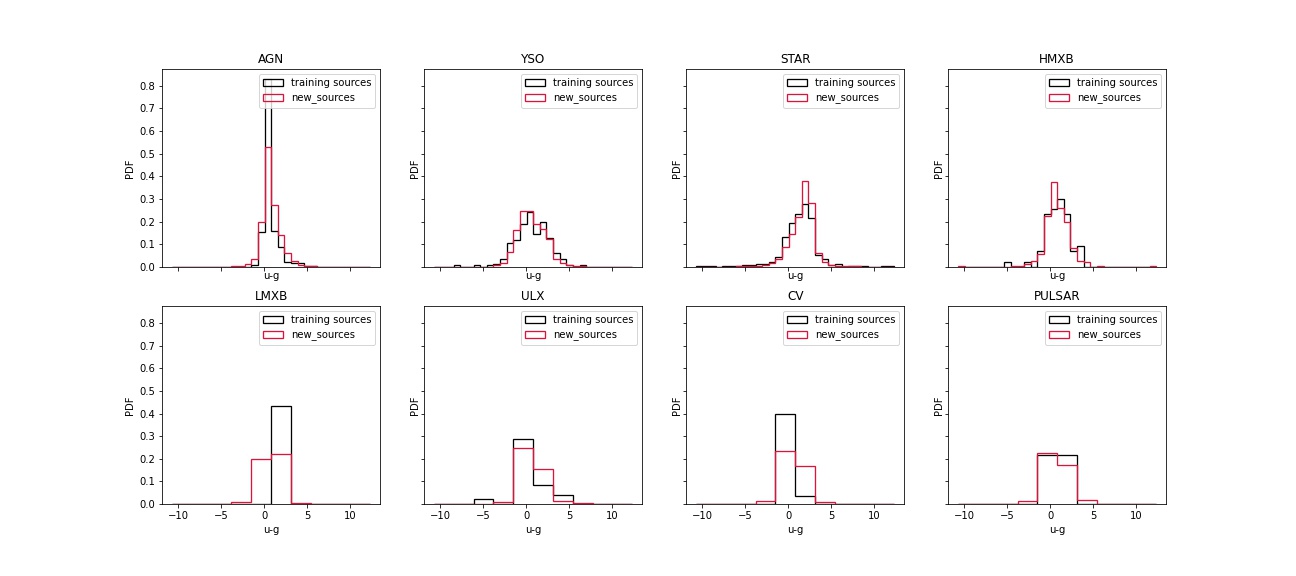 AGN
YSO
STAR
HMXB
training sources
new_sources
training sources
new_sources
training sources
new_sources
training sources
new_sources
0.8
0.7
0.6
0.5
0.4
0.3
0.2
0.1
0.0
PDF
PDF
PDF
PDF
u-g
u-g
u-g
u-g
LMXB
ULX
CV
PULSAR
training sources
new_sources
training sources
new_sources
training sources
new_sources
training sources
new_sources
0.8
0.7
0.6
0.5
0.4
0.3
0.2
0.1
0.0
PDF
PDF
PDF
PDF
−10 −5 0 5 10
−10 −5 0 5 10
−10 −5 0 5 10
−10 −5 0 5 10
u-g
u-g
u-g
u-g